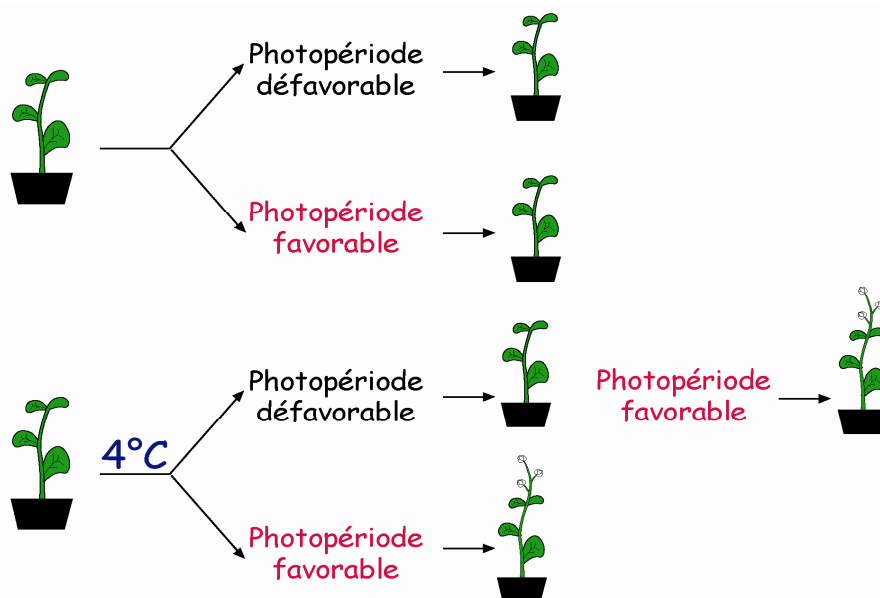 Photopériode
défavorable
Photopériode
favorable
4°C
Photopériode
défavorable
Photopériode
favorable
Photopériode
favorable